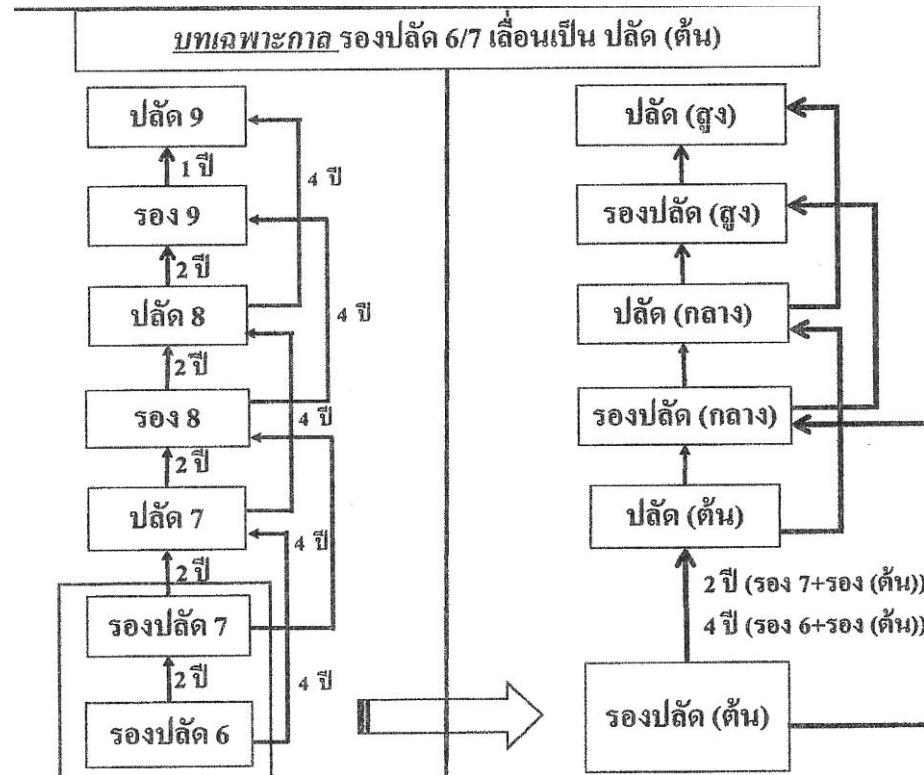 บทเฉพาะกาล รองปลัด 6/7 เลื่อนเป็น ปลัด (ต้น)
ปลัด 9
1 ปี
4 ปี
รอง 9
2 ปี
ปลัด 8
4 ปี
2 ปี
รอง 8
4 ปี
2 ปี
ปลัด 7
4 ปี
2 ปี
รองปลัด 7
2 ปี
4 ปี
รองปลัด 6
ปลัด (สูง)
รองปลัด (สูง)
ปลัด (กลาง)
รองปลัด (กลาง)
ปลัด (ต้น)
2 ปี (รอง 7+รอง (ต้น))
4 ปี (รอง 6+รอง (ต้น))
รองปลัด (ต้น)